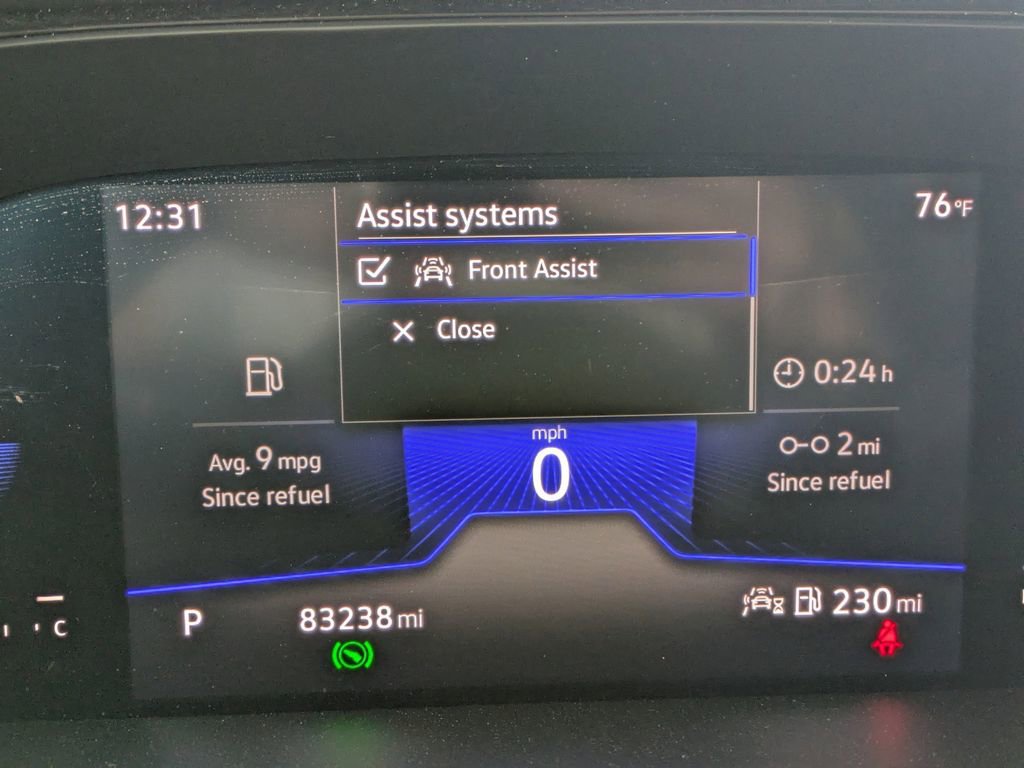 12:31
Assist systems
76°F
Front Assist
Close
0:24 h
Avg. 9 mpg
Since refuel
mph
0
2 mi
Since refuel
P
83238 mi
230 mi
C